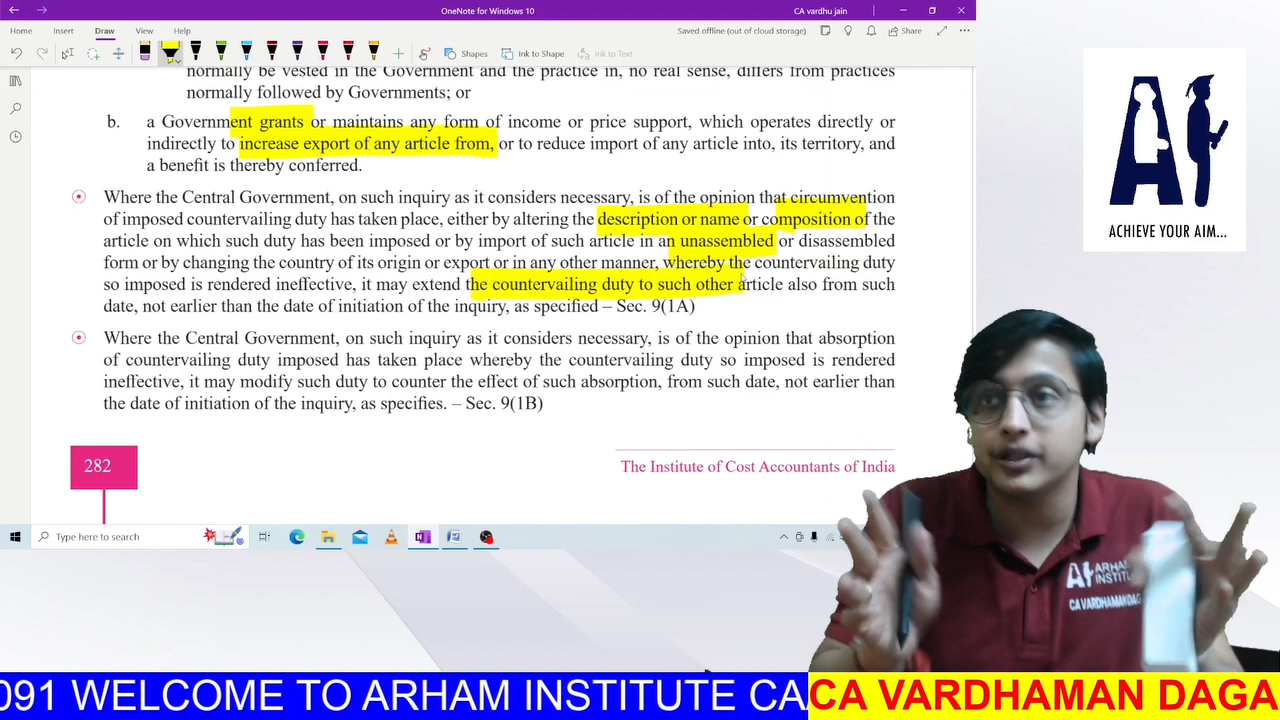 OneNote for Windows 10
CA vardhu jain
Home Insert Draw View Help
Saved offline (out of cloud storage)
Share
Shapes
Ink to Shape
Ink to Text
normally be vested in the Government and the practice in, no real sense, differs from practices
normally followed by Governments; or
b. a Government grants or maintains any form of income or price support, which operates directly or
indirectly to increase export of any article from, or to reduce import of any article into, its territory, and
a benefit is thereby conferred.
Where the Central Government, on such inquiry as it considers necessary, is of the opinion that circumvention
of imposed countervailing duty has taken place, either by altering the description or name or composition of the
article on which such duty has been imposed or by import of such article in an unassembled or disassembled
form or by changing the country of its origin or export or in any other manner, whereby the countervailing duty
so imposed is rendered ineffective, it may extend the countervailing duty to such other article also from such
date, not earlier than the date of initiation of the inquiry, as specified – Sec. 9(1A)
Where the Central Government, on such inquiry as it considers necessary, is of the opinion that absorption
of countervailing duty imposed has taken place whereby the countervailing duty so imposed is rendered
ineffective, it may modify such duty to counter the effect of such absorption, from such date, not earlier than
the date of initiation of the inquiry, as specifies. – Sec. 9(1B)
282
The Institute of Cost Accountants of India
Type here to search
ACHIEVE YOUR AIM...
ARHAM
INSTITU
CA VARDHAMAN DAG
091 WELCOME TO ARHAM INSTITUTE CA
CA VARDHAMAN DAGA